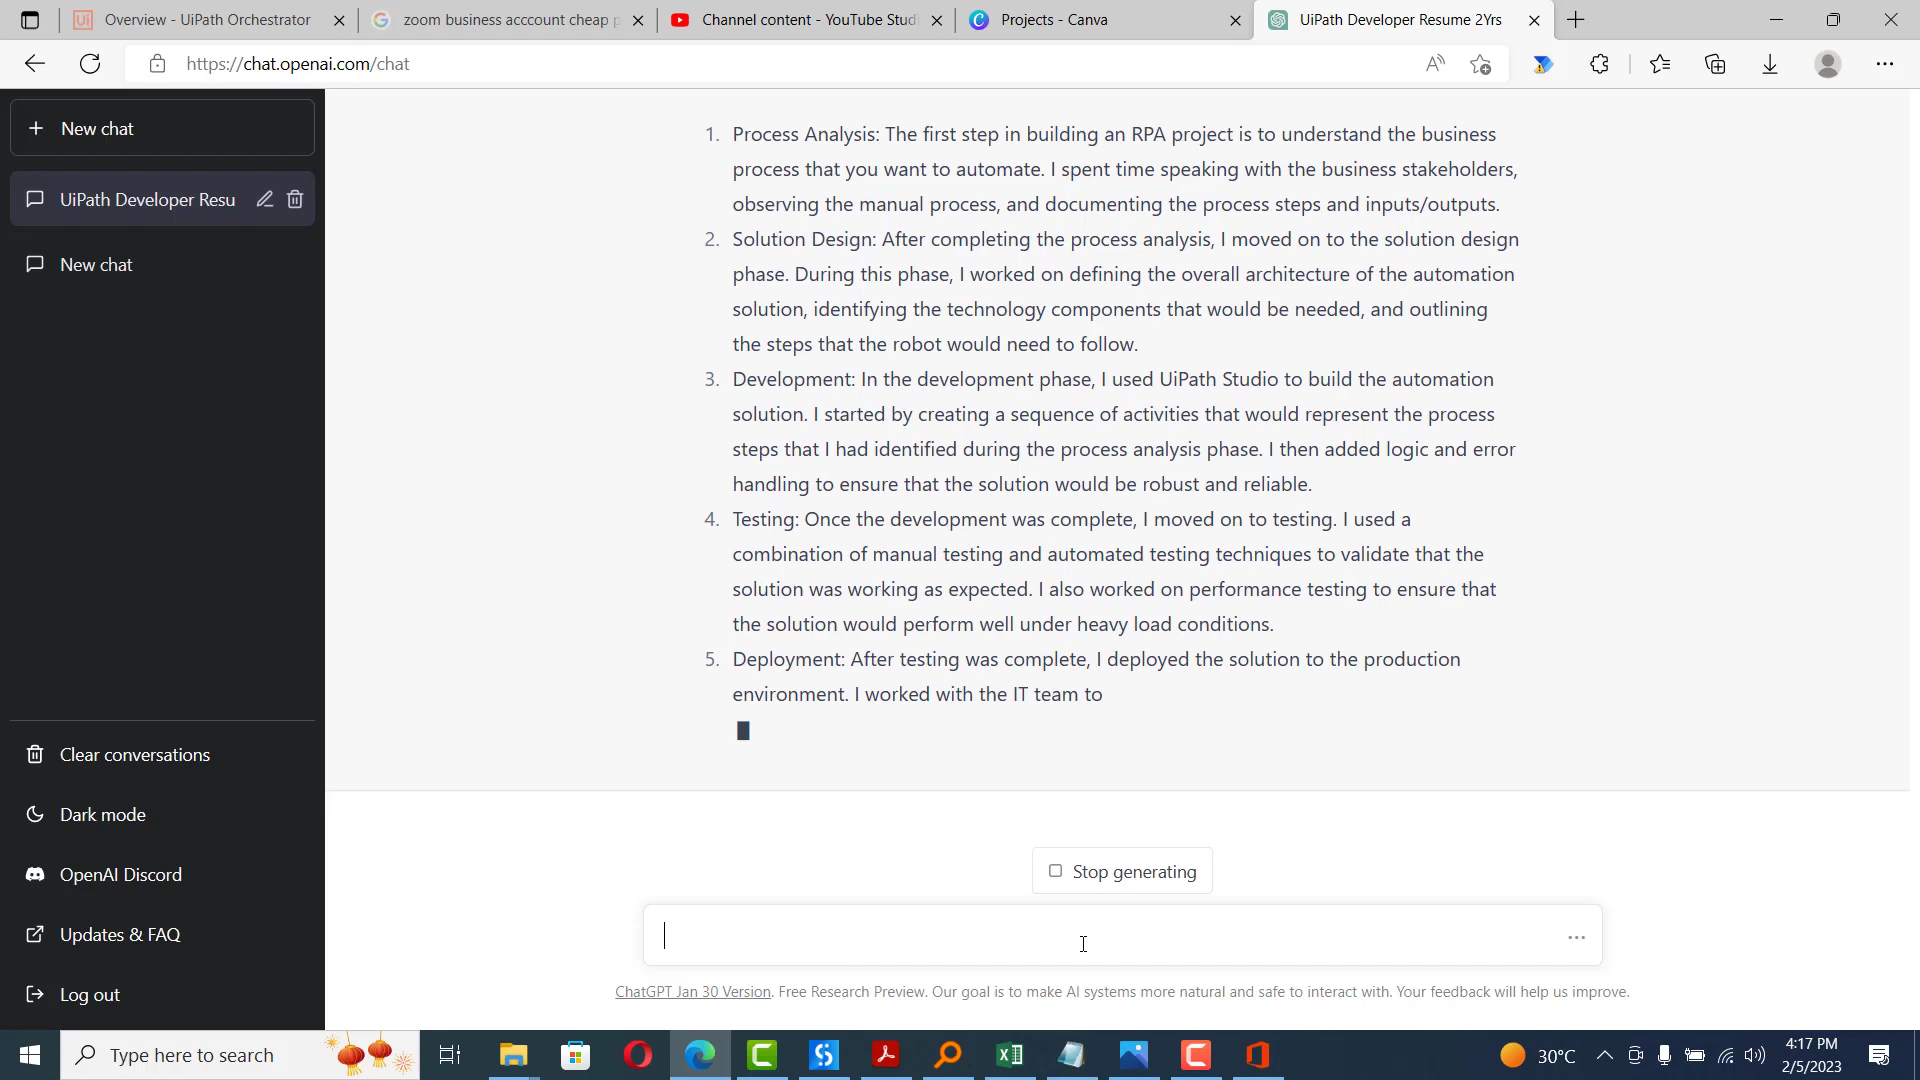 Overview - UiPath Orchestrator
zoom business acccount cheap p
Channel content - YouTube Stud
Projects - Canva
UiPath Developer Resume 2Yrs
https://chat.openai.com/chat
New chat
UiPath Developer Resu
New chat
Clear conversations
Dark mode
OpenAI Discord
Updates & FAQ
Log out
1. Process Analysis: The first step in building an RPA project is to understand the business
process that you want to automate. I spent time speaking with the business stakeholders,
observing the manual process, and documenting the process steps and inputs/outputs.
2. Solution Design: After completing the process analysis, I moved on to the solution design
phase. During this phase, I worked on defining the overall architecture of the automation
solution, identifying the technology components that would be needed, and outlining
the steps that the robot would need to follow.
3. Development: In the development phase, I used UiPath Studio to build the automation
solution. I started by creating a sequence of activities that would represent the process
steps that I had identified during the process analysis phase. I then added logic and error
handling to ensure that the solution would be robust and reliable.
4. Testing: Once the development was complete, I moved on to testing. I used a
combination of manual testing and automated testing techniques to validate that the
solution was working as expected. I also worked on performance testing to ensure that
the solution would perform well under heavy load conditions.
5. Deployment: After testing was complete, I deployed the solution to the production
environment. I worked with the IT team to
Stop generating
ChatGPT Jan 30 Version. Free Research Preview. Our goal is to make AI systems more natural and safe to interact with. Your feedback will help us improve.
Type here to search
30°C
4:17 PM
2/5/2023